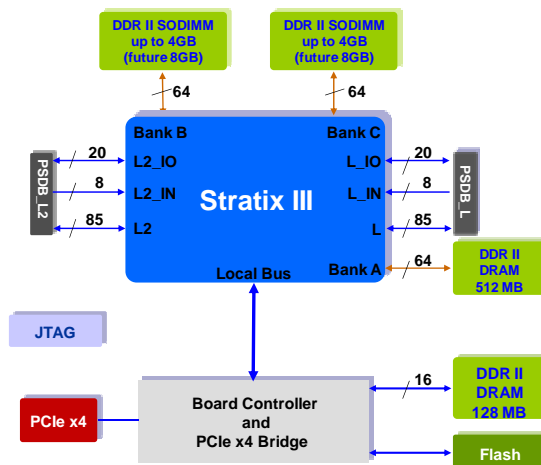 DDR II SODIMM
up to 4GB
(future 8GB)
DDR II SODIMM
up to 4GB
(future 8GB)
64
64
Bank B
Bank C
PSDB_L2
20
L2_IO
L_IO
20
PSDB_L
8
L2_IN
Stratix III
L_IN
8
85
L2
L
85
Local Bus
Bank A
64
DDR II
DRAM
512 MB
JTAG
PCIe x4
Board Controller
and
PCIe x4 Bridge
16
DDR II
DRAM
128 MB
Flash